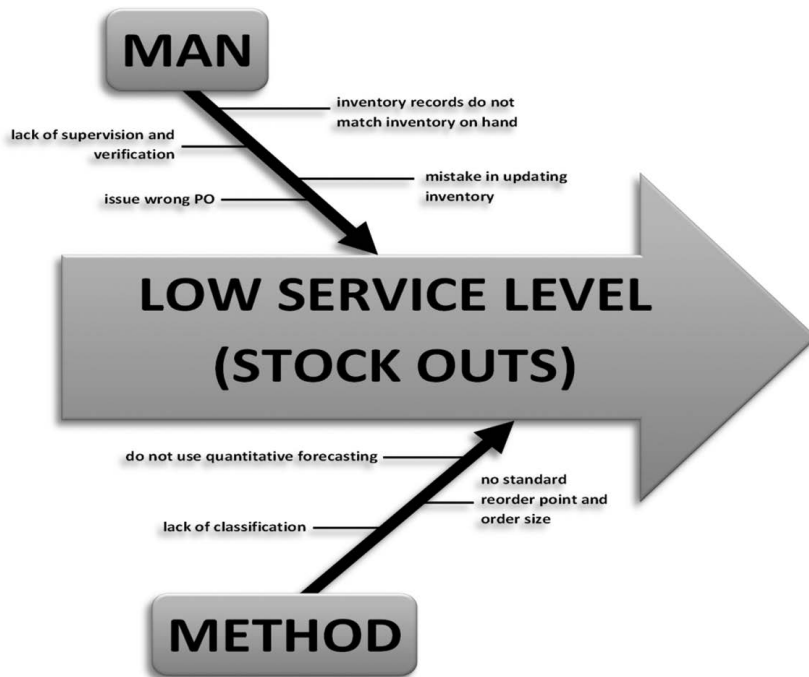 MAN
inventory records do not
match inventory on hand
lack of supervision and
verification
mistake in updating
inventory
issue wrong PO
LOW SERVICE LEVEL
(STOCK OUTS)
do not use quantitative forecasting
no standard
reorder point and
order size
lack of classification
METHOD